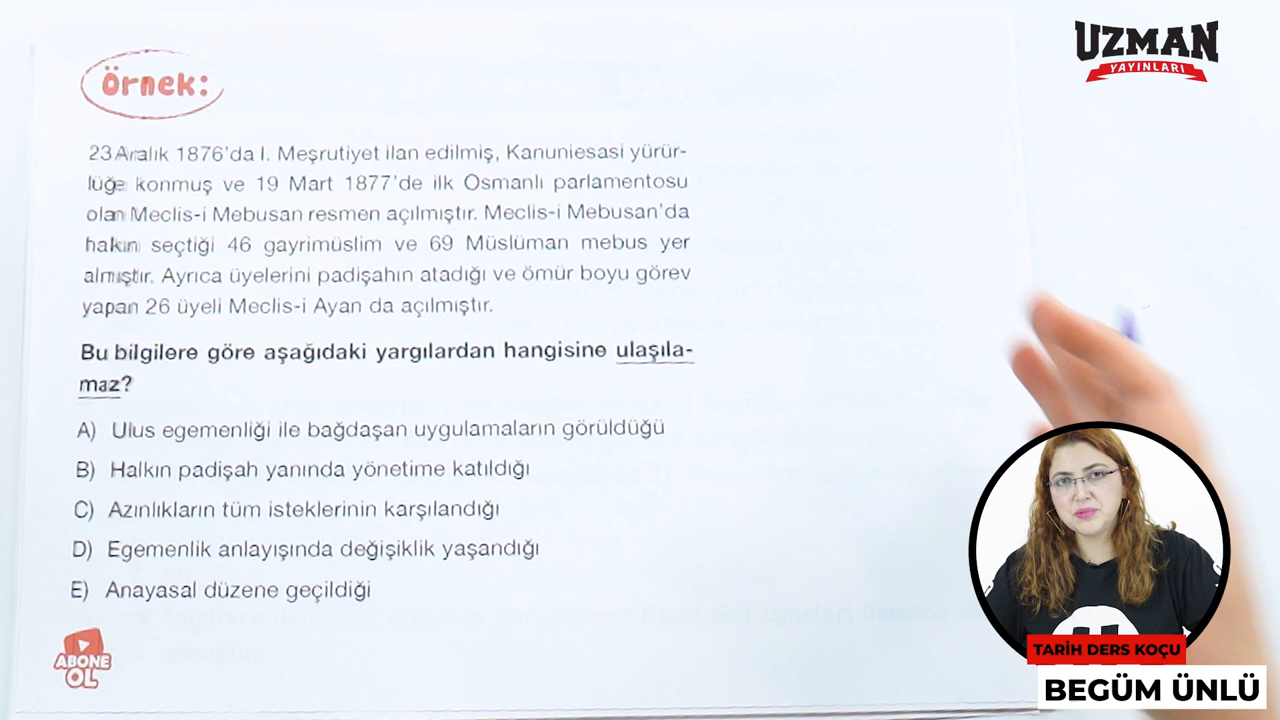 UZMAN
YAYINLARI
Örnek:
23 Aralık 1876'da I. Meşrutiyet ilan edilmiş, Kanuniesasi yürür-
lüğe konmuş ve 19 Mart 1877'de ilk Osmanlı parlamentosu
olan Meclis-i Mebusan resmen açılmıştır. Meclis-i Mebusan'da
halkın seçtiği 46 gayrimüslim ve 69 Müslüman mebus yer
almıştır. Ayrıca üyelerini padişahın atadığı ve ömür boyu görev
yapan 26 üyeli Meclis-i Ayan da açılmıştır.
Bu bilgilere göre aşağıdaki yargılardan hangisine ulaşıla-
maz?
A) Ulus egemenliği ile bağdaşan uygulamaların görüldüğü
B) Halkın padişah yanında yönetime katıldığı
C) Azınlıkların tüm isteklerinin karşılandığı
D) Egemenlik anlayışında değişiklik yaşandığı
E) Anayasal düzene geçildiği
ABONE
OL
TARİH DERS KOÇU
BEGÜM ÜNLÜ